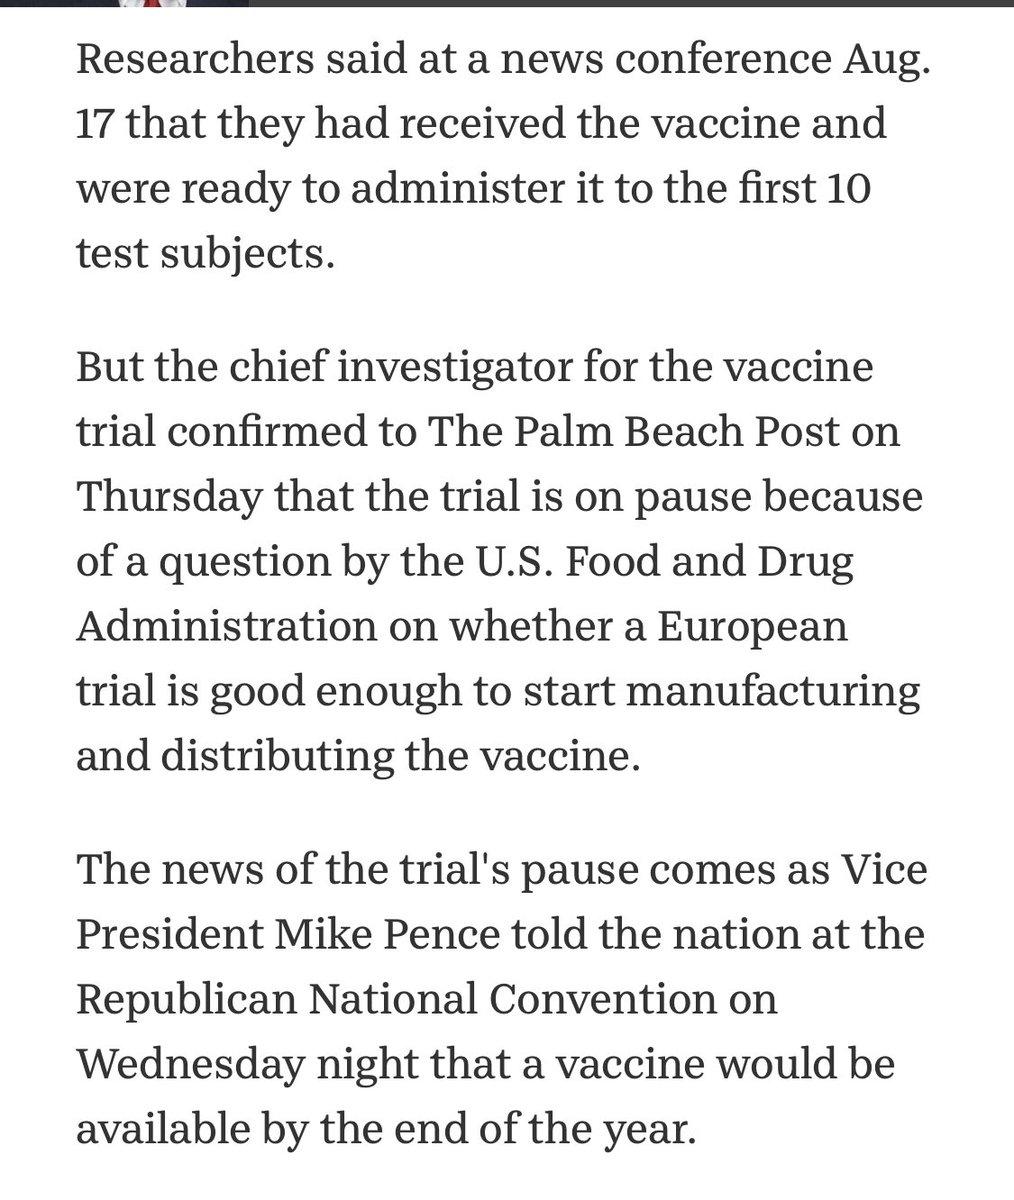 Researchers said at a news conference Aug.
17 that they had received the vaccine and
were ready to administer it to the first 10
test subjects.
But the chief investigator for the vaccine
trial confirmed to The Palm Beach Post on
Thursday that the trial is on pause because
of a question by the U.S. Food and Drug
Administration on whether a European
trial is good enough to start manufacturing
and distributing the vaccine.
The news of the trial's pause comes as Vice
President Mike Pence told the nation at the
Republican National Convention on
Wednesday night that a vaccine would be
available by the end of the year.